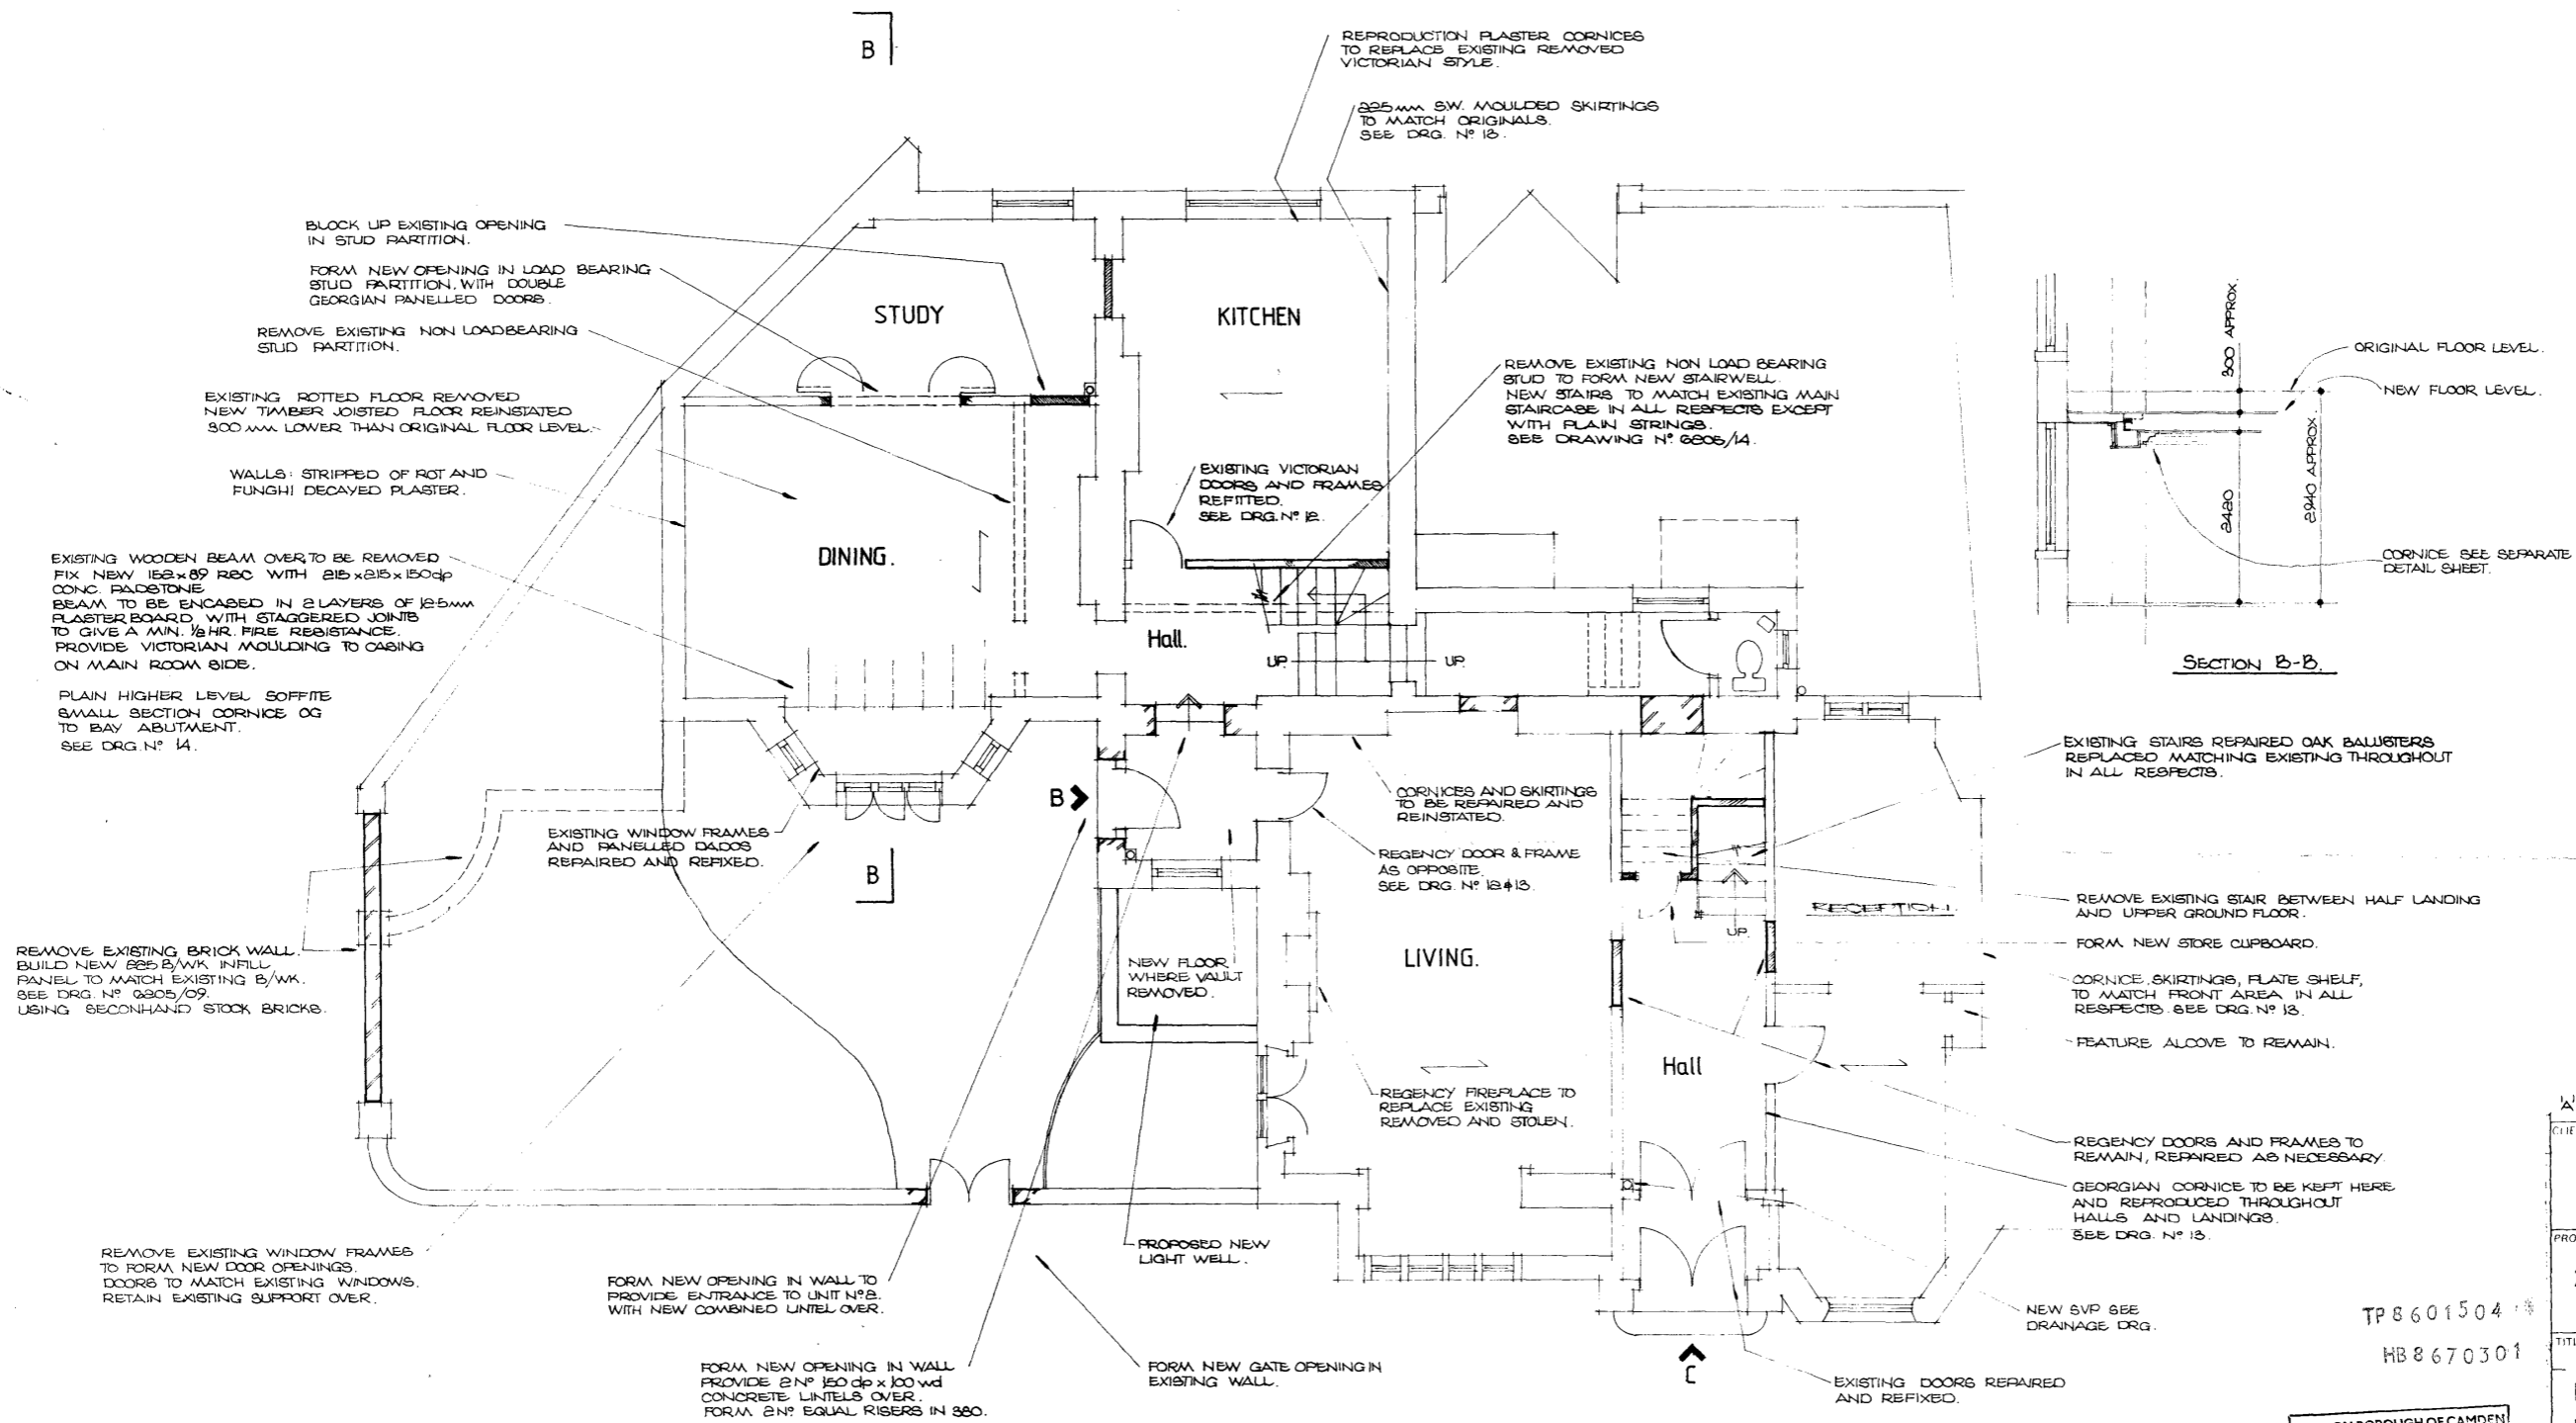 B
REPRODUCTION PLASTER CORNICES
TO REPLACE EXISTING REMOVED
VICTORIAN STYLE.
225mm S.W. MOULDED SKIRTINGS
TO MATCH ORIGINALS.
SEE DRG. Nº 13.
BLOCK UP EXISTING OPENING
IN STUD PARTITION.
FORM NEW OPENING IN LOAD BEARING
STUD PARTITION, WITH DOUBLE
GEORGIAN PANELLED DOORS.
REMOVE EXISTING NON LOADBEARING
STUD PARTITION.
EXISTING ROTTED FLOOR REMOVED
NEW TIMBER JOISTED FLOOR REINSTATED
300 mm LOWER THAN ORIGINAL FLOOR LEVEL.
WALLS: STRIPPED OF ROT AND
FUNGHI DECAYED PLASTER.
EXISTING WOODEN BEAM OVER, TO BE REMOVED
FIX NEW 152x89 RSC WITH 215x215x150dp
CONC. PADSTONE
BEAM TO BE ENCASED IN 2 LAYERS OF 12.5mm
PLASTERBOARD WITH STAGGERED JOINTS
TO GIVE A MIN. ½ HR. FIRE RESISTANCE.
PROVIDE VICTORIAN MOULDING TO CASING
ON MAIN ROOM SIDE.
PLAIN HIGHER LEVEL SOFFITE
SMALL SECTION CORNICE OG
TO BAY ABUTMENT.
SEE DRG. Nº 14.
STUDY
KITCHEN
DINING.
EXISTING VICTORIAN
DOORS AND FRAMES
REFITTED.
SEE DRG. Nº 12.
REMOVE EXISTING NON LOAD BEARING
STUD TO FORM NEW STAIRWELL.
NEW STAIRS TO MATCH EXISTING MAIN
STAIRCASE IN ALL RESPECTS EXCEPT
WITH PLAIN STRINGS.
SEE DRAWING Nº 6805/14.
Hall.
UP.
UP.
300 APPROX.
2420
2940 APPROX.
ORIGINAL FLOOR LEVEL.
NEW FLOOR LEVEL.
CORNICE SEE SEPARATE
DETAIL SHEET.
SECTION B-B.
EXISTING STAIRS REPAIRED OAK BALUSTERS
REPLACED MATCHING EXISTING THROUGHOUT
IN ALL RESPECTS.
B
CORNICES AND SKIRTINGS
TO BE REPAIRED AND
REINSTATED.
EXISTING WINDOW FRAMES
AND PANELLED DADOS
REPAIRED AND REFIXED.
B
REGENCY DOOR & FRAME
AS OPPOSITE.
SEE DRG. Nº 12&13.
RECEPTION.
UP.
REMOVE EXISTING STAIR BETWEEN HALF LANDING
AND UPPER GROUND FLOOR.
FORM NEW STORE CUPBOARD.
CORNICE, SKIRTINGS, PLATE SHELF,
TO MATCH FRONT AREA IN ALL
RESPECTS. SEE DRG. Nº 13.
FEATURE ALCOVE TO REMAIN.
REMOVE EXISTING BRICK WALL.
BUILD NEW 225 B/WK INFILL
PANEL TO MATCH EXISTING B/WK.
SEE DRG. Nº 6805/09.
USING SECONHAND STOCK BRICKS.
NEW FLOOR
WHERE VAULT
REMOVED.
LIVING.
Hall
REGENCY FIREPLACE TO
REPLACE EXISTING
REMOVED AND STOLEN.
REGENCY DOORS AND FRAMES TO
REMAIN, REPAIRED AS NECESSARY.
GEORGIAN CORNICE TO BE KEPT HERE
AND REPRODUCED THROUGHOUT
HALLS AND LANDINGS.
SEE DRG. Nº 13.
REMOVE EXISTING WINDOW FRAMES
TO FORM NEW DOOR OPENINGS.
DOORS TO MATCH EXISTING WINDOWS.
RETAIN EXISTING SUPPORT OVER.
FORM NEW OPENING IN WALL TO
PROVIDE ENTRANCE TO UNIT Nº2.
WITH NEW COMBINED LINTEL OVER.
PROPOSED NEW
LIGHT WELL.
NEW SVP SEE
DRAINAGE DRG.
FORM NEW OPENING IN WALL
PROVIDE 2Nº 150 dp x 100 wd
CONCRETE LINTELS OVER.
FORM 2Nº EQUAL RISERS IN 380.
FORM NEW GATE OPENING IN
EXISTING WALL.
C
EXISTING DOORS REPAIRED
AND REFIXED.
TP8601504
HB8670301
BOROUGH OF CAMDEN
CLIE
PRO
TITL